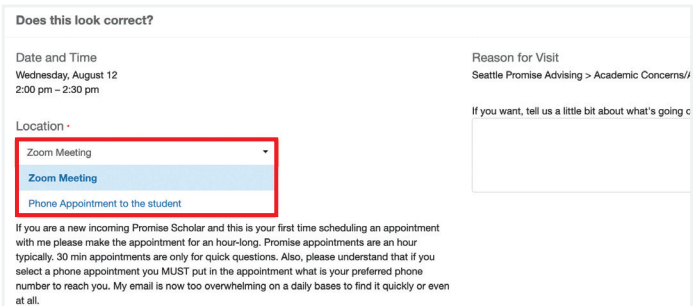 Does this look correct?
Date and Time
Wednesday, August 12
2:00 pm – 2:30 pm
Location
Zoom Meeting
Zoom Meeting
Phone Appointment to the student
If you are a new incoming Promise Scholar and this is your first time scheduling an appointment
with me please make the appointment for an hour-long. Promise appointments are an hour
typically. 30 min appointments are only for quick questions. Also, please understand that if you
select a phone appointment you MUST put in the appointment what is your preferred phone
number to reach you. My email is now too overwhelming on a daily bases to find it quickly or even
at all.
Reason for Visit
Seattle Promise Advising > Academic Concerns/
If you want, tell us a little bit about what's going